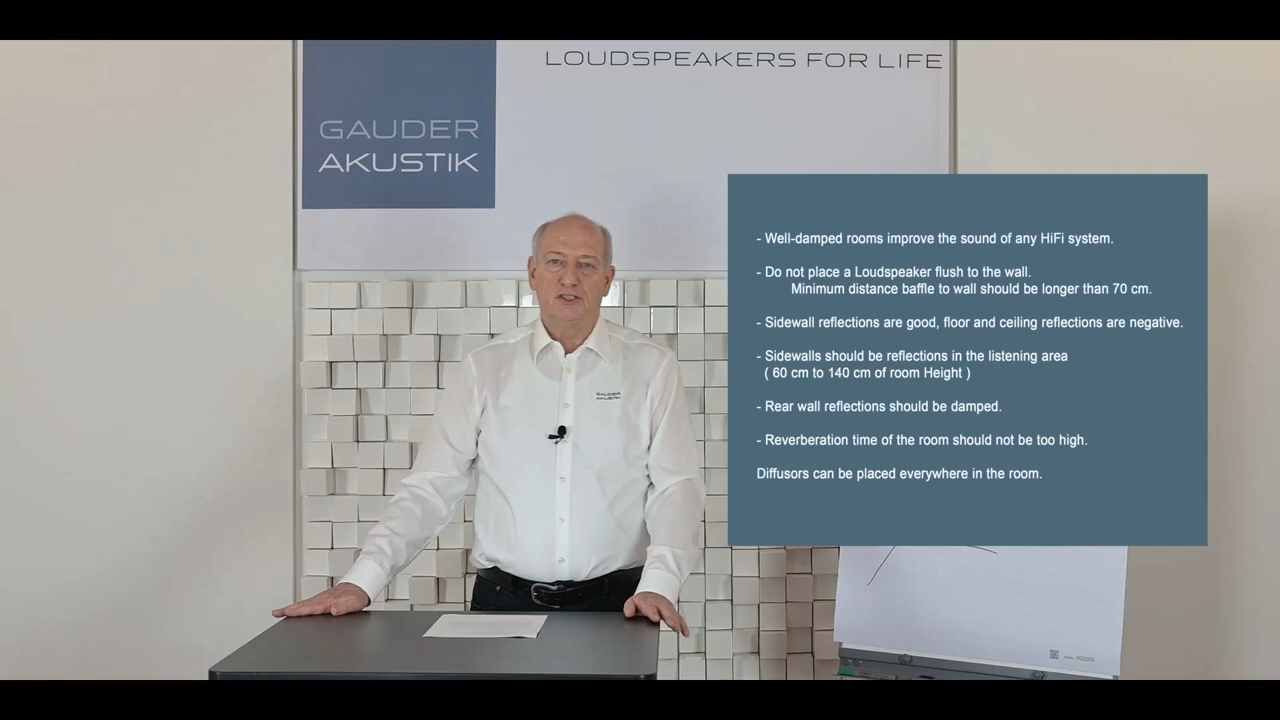 LOUDSPEAKERS FOR LIFE
GAUDER
AKUSTIK
- Well-damped rooms improve the sound of any HiFi system.
- Do not place a Loudspeaker flush to the wall.
Minimum distance baffle to wall should be longer than 70 cm.
- Sidewall reflections are good, floor and ceiling reflections are negative.
- Sidewalls should be reflections in the listening area
( 60 cm to 140 cm of room Height )
- Rear wall reflections should be damped.
- Reverberation time of the room should not be too high.
Diffusors can be placed everywhere in the room.
GAUDER
AKUSTIK